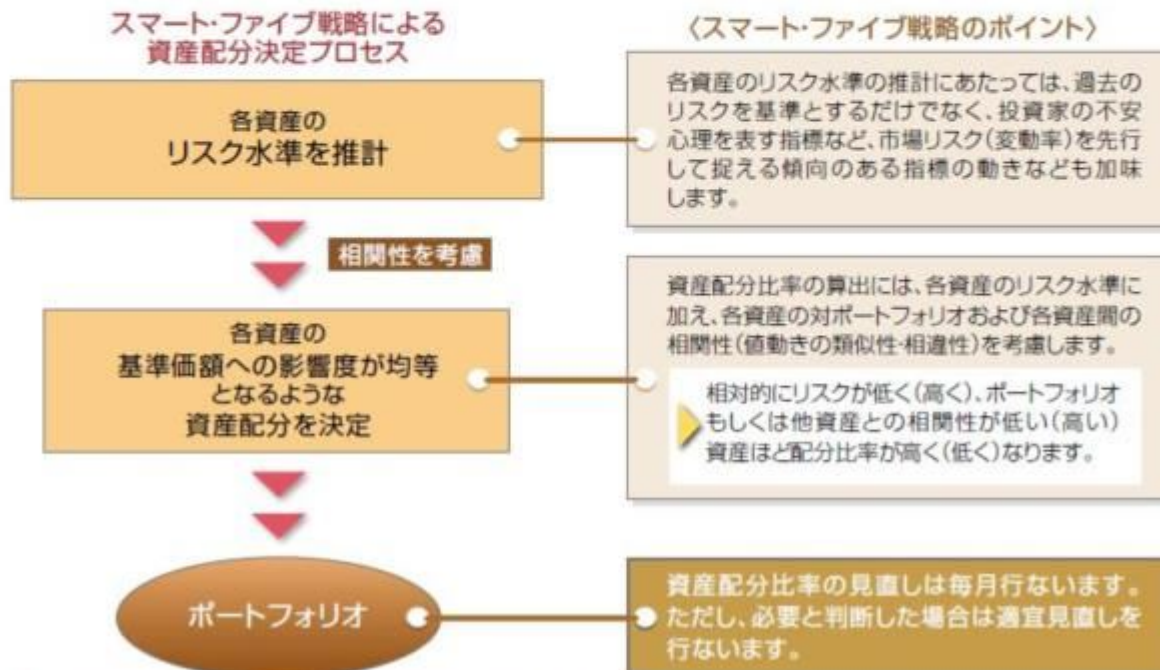 スマート・ファイブ戦略による
資産配分決定プロセス
〈スマート・ファイブ戦略のポイント〉
各資産の
リスク水準を推計
各資産のリスク水準の推計にあたっては、過去の
リスクを基準とするだけでなく、投資家の不安
心理を表す指標など、市場リスク(変動率)を先行
して捉える傾向のある指標の動きなども加味
します。
相関性を考慮
各資産の
基準価額への影響度が均等
となるような
資産配分を決定
資産配分比率の算出には、各資産のリスク水準に
加え、各資産の対ポートフォリオおよび各資産間の
相関性(値動きの類似性・相違性)を考慮します。
相対的にリスクが低く(高く)、ポートフォリオ
もしくは他資産との相関性が低い(高い)
資産ほど配分比率が高く(低く)なります。
ポートフォリオ
資産配分比率の見直しは毎月行ないます。
ただし、必要と判断した場合は適宜見直しを
行ないます。